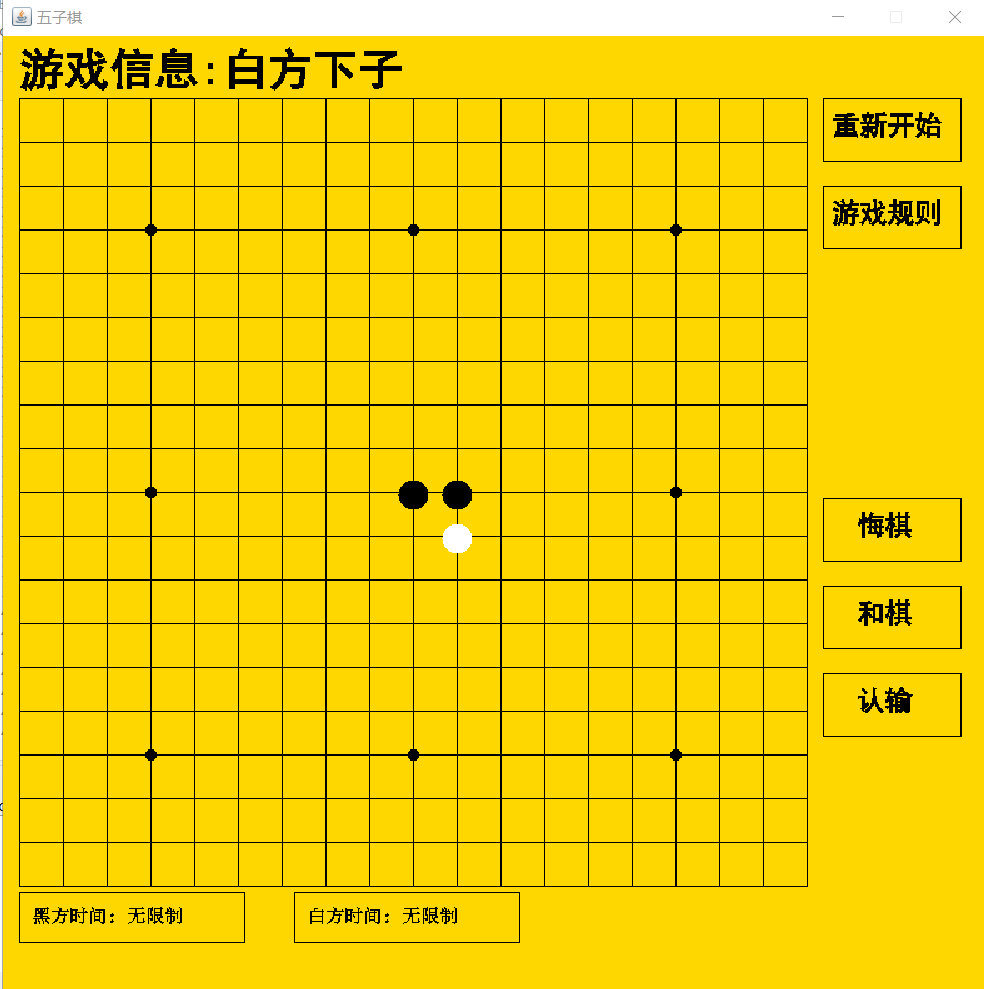 五子棋
游戏信息:白方下子
重新开始
游戏规则
悔棋
和棋
认输
黑方时间：无限制
白方时间：无限制